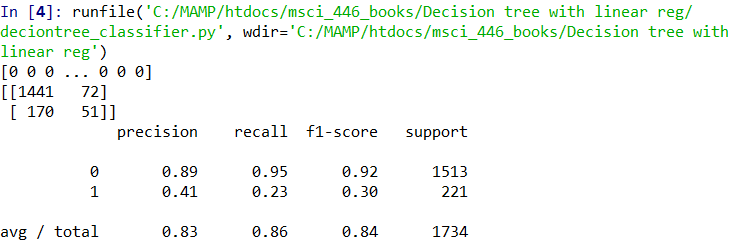 In [4]: runfile('C:/MAMP/htdocs/msci_446_books/Decision tree with linear reg/
deciontree_classifier.py', wdir='C:/MAMP/htdocs/msci_446_books/Decision tree with
linear reg')
[0 0 0 ... 0 0 0]
[[1441   72]
 [ 170   51]]
             precision    recall  f1-score   support

          0       0.89      0.95      0.92      1513
          1       0.41      0.23      0.30       221

avg / total       0.83      0.86      0.84      1734